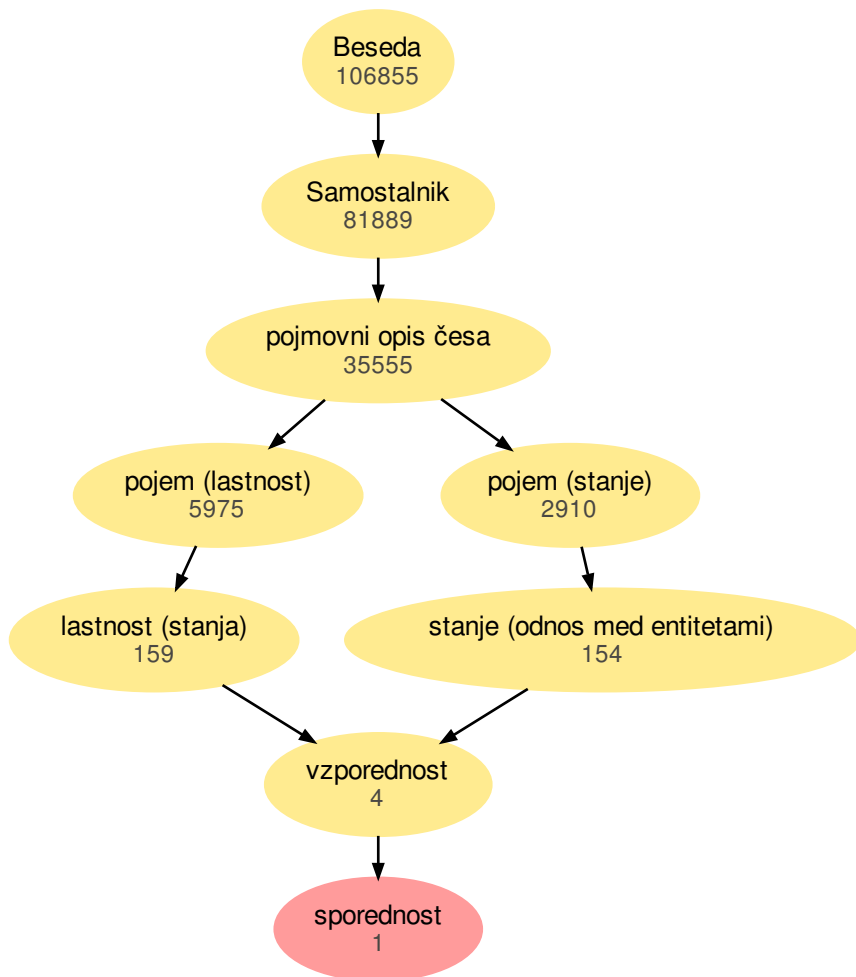 Beseda
106855
Samostalnik
81889
pojmovni opis česa
35555
pojem (lastnost)
5975
pojem (stanje)
2910
lastnost (stanja)
159
stanje (odnos med entitetami)
154
vzporednost
4
sporednost
1